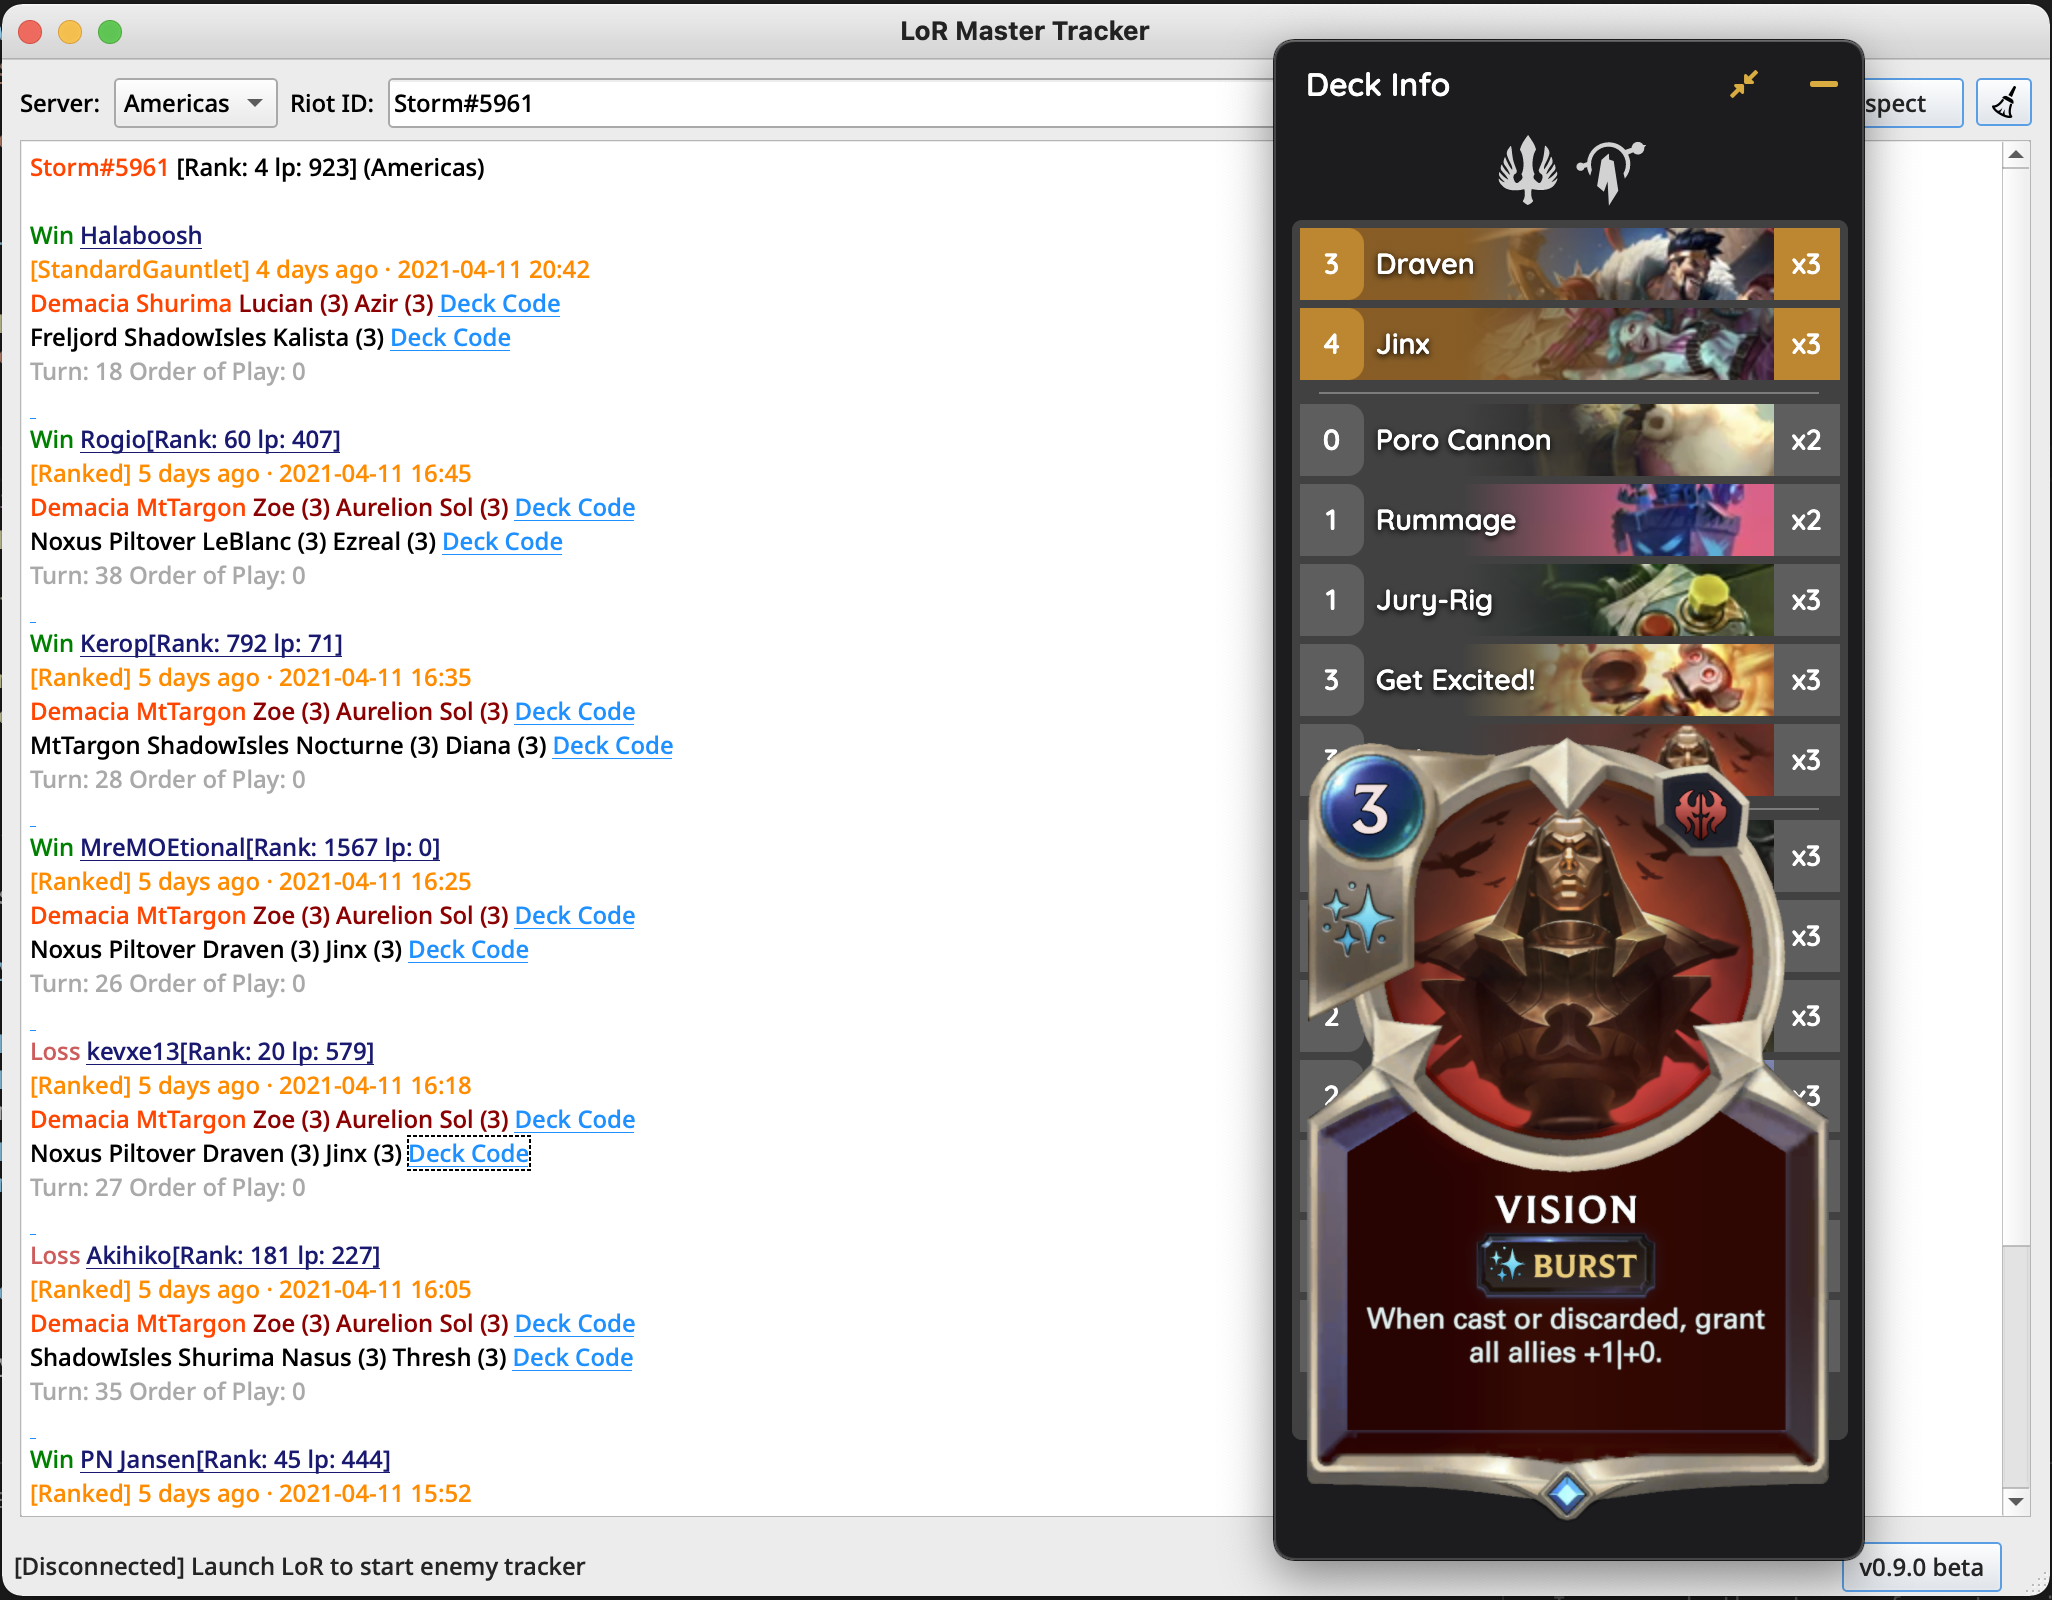 LoR Master Tracker
Server: Americas Riot ID: Storm#5961 spect
Storm#5961 [Rank: 4 lp: 923] (Americas)
Win Halaboosh
[StandardGauntlet] 4 days ago · 2021-04-11 20:42
Demacia Shurima Lucian (3) Azir (3) Deck Code
Freljord ShadowIsles Kalista (3) Deck Code
Turn: 18 Order of Play: 0
Win Rogio[Rank: 60 lp: 407]
[Ranked] 5 days ago · 2021-04-11 16:45
Demacia MtTargon Zoe (3) Aurelion Sol (3) Deck Code
Noxus Piltover LeBlanc (3) Ezreal (3) Deck Code
Turn: 38 Order of Play: 0
Win Kerop[Rank: 792 lp: 71]
[Ranked] 5 days ago · 2021-04-11 16:35
Demacia MtTargon Zoe (3) Aurelion Sol (3) Deck Code
MtTargon ShadowIsles Nocturne (3) Diana (3) Deck Code
Turn: 28 Order of Play: 0
Win MreMOEtional[Rank: 1567 lp: 0]
[Ranked] 5 days ago · 2021-04-11 16:25
Demacia MtTargon Zoe (3) Aurelion Sol (3) Deck Code
Noxus Piltover Draven (3) Jinx (3) Deck Code
Turn: 26 Order of Play: 0
Loss kevxe13[Rank: 20 lp: 579]
[Ranked] 5 days ago · 2021-04-11 16:18
Demacia MtTargon Zoe (3) Aurelion Sol (3) Deck Code
Noxus Piltover Draven (3) Jinx (3) Deck Code
Turn: 27 Order of Play: 0
Loss Akihiko[Rank: 181 lp: 227]
[Ranked] 5 days ago · 2021-04-11 16:05
Demacia MtTargon Zoe (3) Aurelion Sol (3) Deck Code
ShadowIsles Shurima Nasus (3) Thresh (3) Deck Code
Turn: 35 Order of Play: 0
Win PN Jansen[Rank: 45 lp: 444]
[Ranked] 5 days ago · 2021-04-11 15:52
Deck Info
3 Draven x3
4 Jinx x3
0 Poro Cannon x2
1 Rummage x2
1 Jury-Rig x3
3 Get Excited! x3
3 x3
x3
x3
2 x3
2 x3
3
VISION
BURST
When cast or discarded, grant
all allies +1|+0.
[Disconnected] Launch LoR to start enemy tracker
v0.9.0 beta